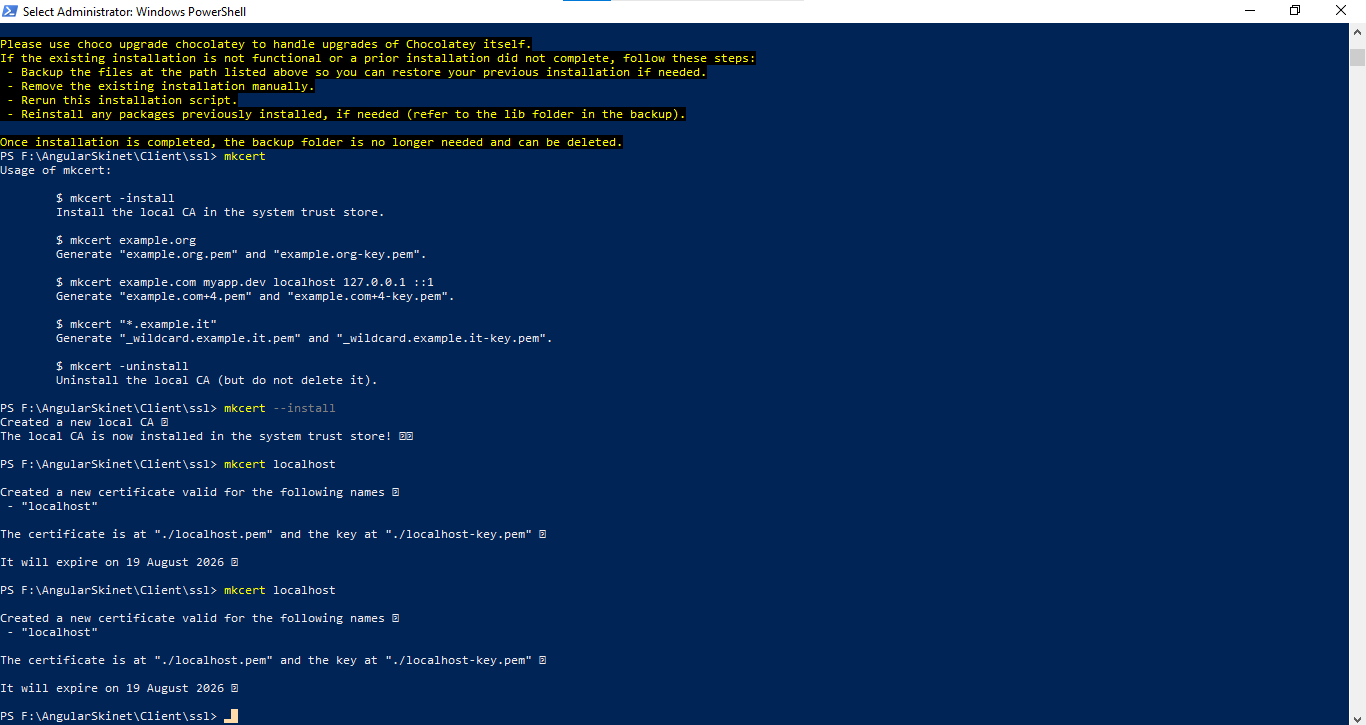 Select Administrator: Windows PowerShell
Please use choco upgrade chocolatey to handle upgrades of Chocolatey itself.
If the existing installation is not functional or a prior installation did not complete, follow these steps:
 - Backup the files at the path listed above so you can restore your previous installation if needed.
 - Remove the existing installation manually.
 - Rerun this installation script.
 - Reinstall any packages previously installed, if needed (refer to the lib folder in the backup).
Once installation is completed, the backup folder is no longer needed and can be deleted.
PS F:\AngularSkinet\Client\ssl> mkcert
Usage of mkcert:
$ mkcert -install
Install the local CA in the system trust store.
$ mkcert example.org
Generate "example.org.pem" and "example.org-key.pem".
$ mkcert example.com myapp.dev localhost 127.0.0.1 ::1
Generate "example.com+4.pem" and "example.com+4-key.pem".
$ mkcert "*.example.it"
Generate "_wildcard.example.it.pem" and "_wildcard.example.it-key.pem".
$ mkcert -uninstall
Uninstall the local CA (but do not delete it).
PS F:\AngularSkinet\Client\ssl> mkcert --install
Created a new local CA
The local CA is now installed in the system trust store!
PS F:\AngularSkinet\Client\ssl> mkcert localhost
Created a new certificate valid for the following names
 - "localhost"
The certificate is at "./localhost.pem" and the key at "./localhost-key.pem"
It will expire on 19 August 2026
PS F:\AngularSkinet\Client\ssl> mkcert localhost
Created a new certificate valid for the following names
 - "localhost"
The certificate is at "./localhost.pem" and the key at "./localhost-key.pem"
It will expire on 19 August 2026
PS F:\AngularSkinet\Client\ssl>